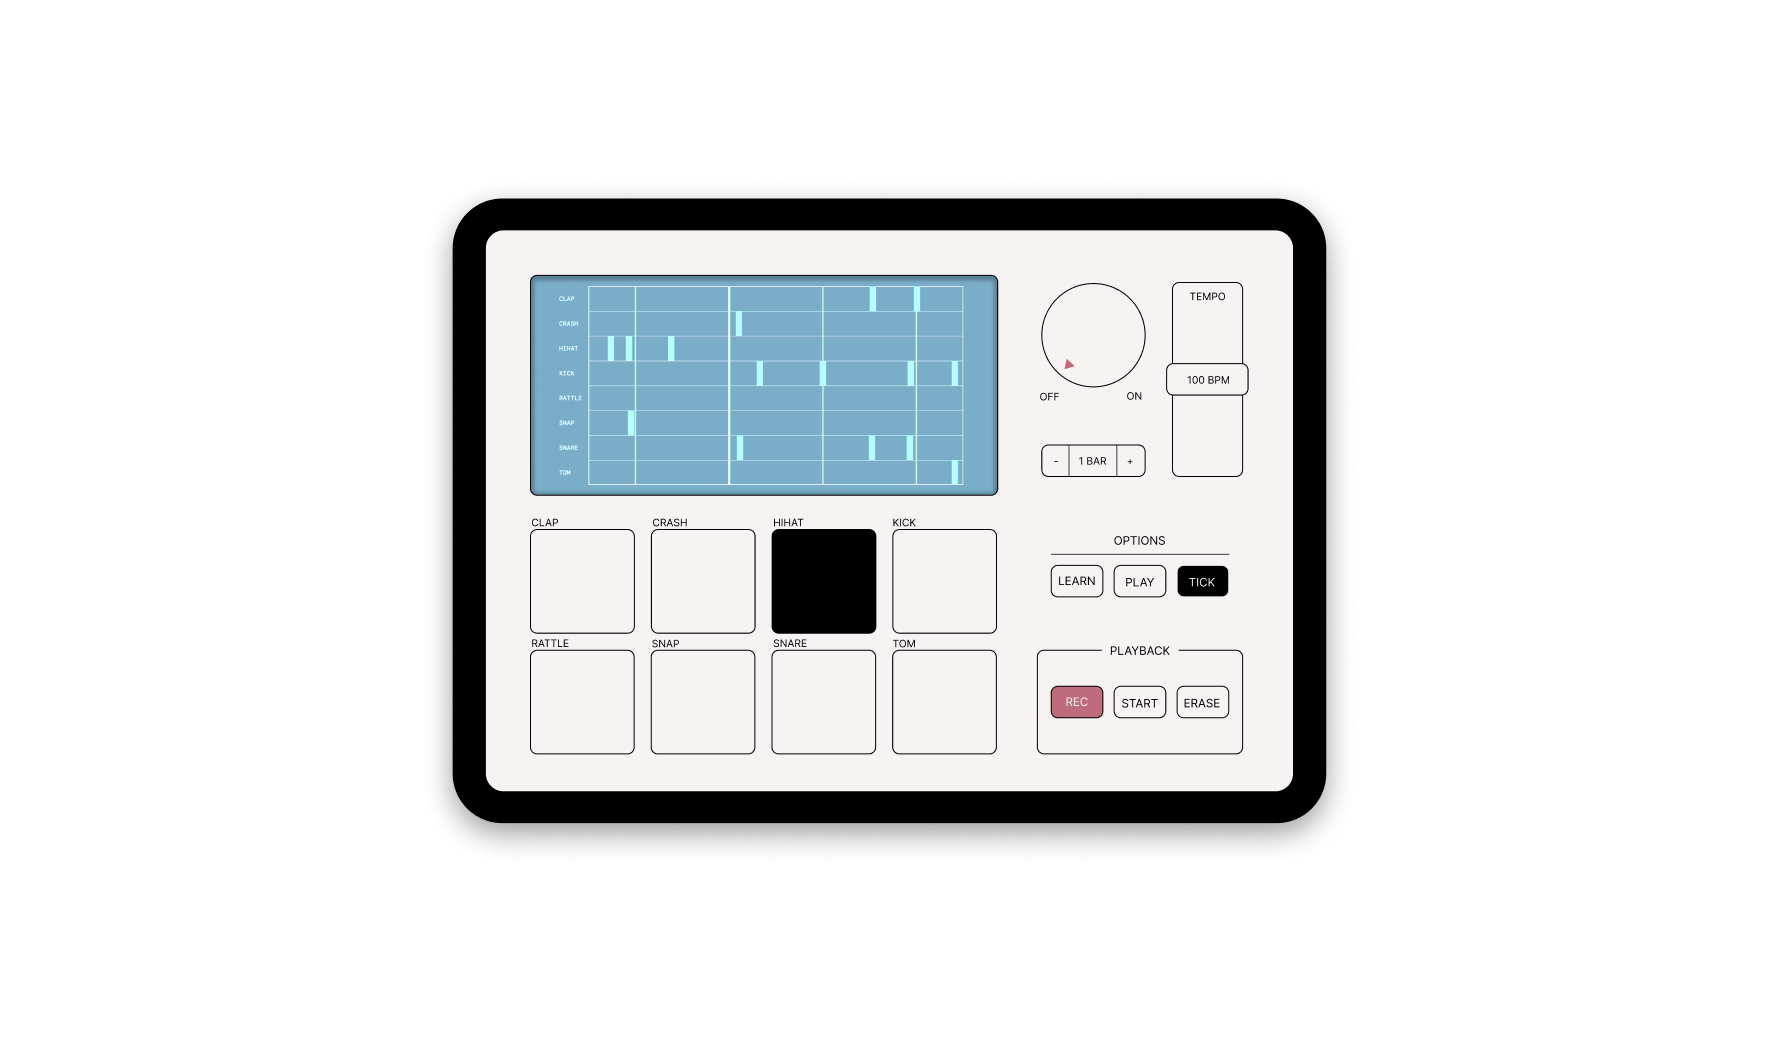 CLAP
CRASH
HIHAT
KICK
RATTLE
SNAP
SNARE
TOM
OFF
ON
TEMPO
100 BPM
- 1 BAR +
CLAP CRASH HIHAT KICK
RATTLE SNAP SNARE TOM
OPTIONS
LEARN PLAY TICK
PLAYBACK
REC START ERASE